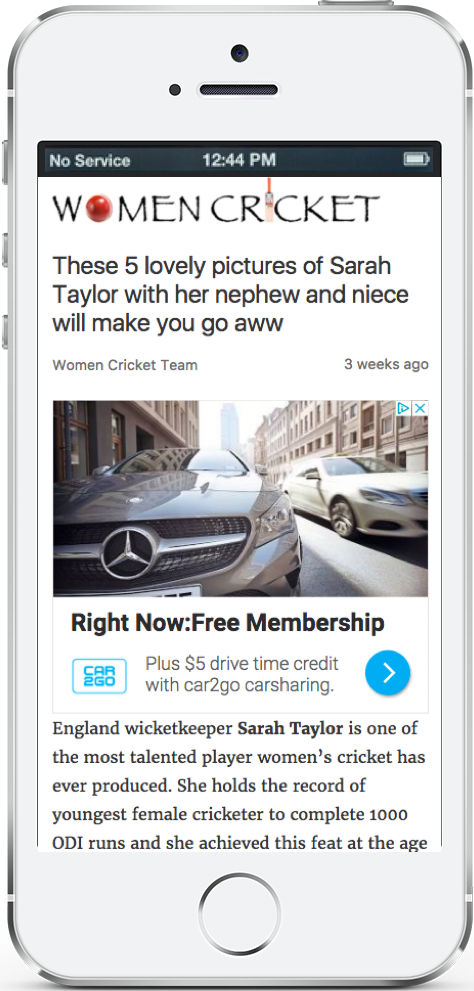 No Service 12:44 PM
WOMEN CRICKET
These 5 lovely pictures of Sarah
Taylor with her nephew and niece
will make you go aww
Women Cricket Team 3 weeks ago
Right Now:Free Membership
CAR
2GO
Plus $5 drive time credit
with car2go carsharing.
England wicketkeeper Sarah Taylor is one of
the most talented player women’s cricket has
ever produced. She holds the record of
youngest female cricketer to complete 1000
ODI runs and she achieved this feat at the age